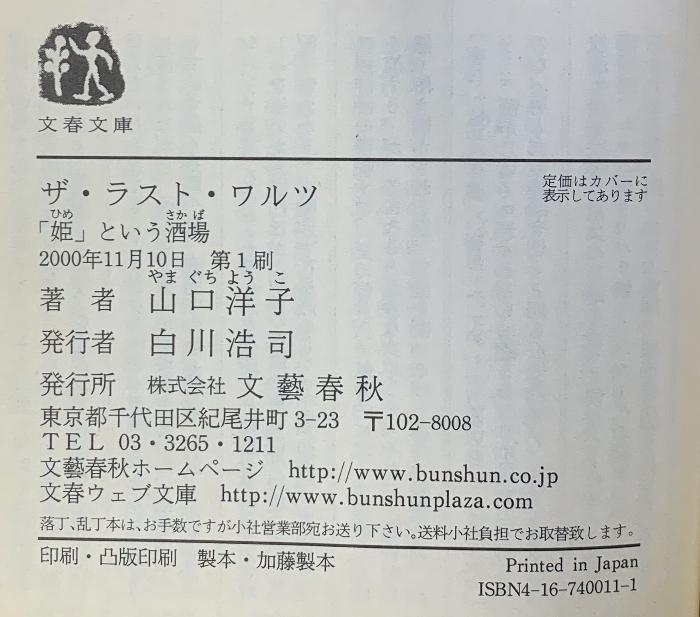 文春文庫
定価はカバーに
表示してあります
ザ・ラスト・ワルツ
ひめ さかば
「姫」という酒場
2000年11月10日 第1刷
やま ぐち よう こ
著 者 山口洋子
発行者 白川浩司
発行所 株式会社 文藝春秋
東京都千代田区紀尾井町3-23 〒102-8008
TEL 03・3265・1211
文藝春秋ホームページ http://www.bunshun.co.jp
文春ウェブ文庫 http://www.bunshunplaza.com
落丁、乱丁本は、お手数ですが小社営業部宛お送り下さい。送料小社負担でお取替致します。
印刷・凸版印刷 製本・加藤製本
Printed in Japan
ISBN4-16-740011-1